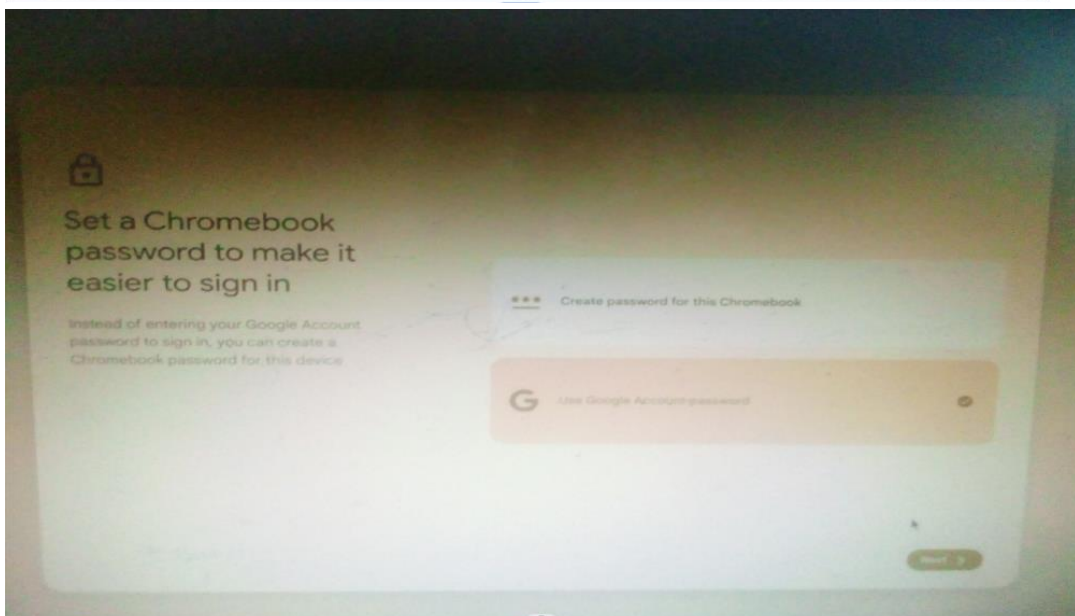 Set a Chromebook
password to make it
easier to sign in
Instead of entering your Google Account
password to sign in, you can create a
Chromebook password for this device
Create password for this Chromebook
Use Google Account password
Next